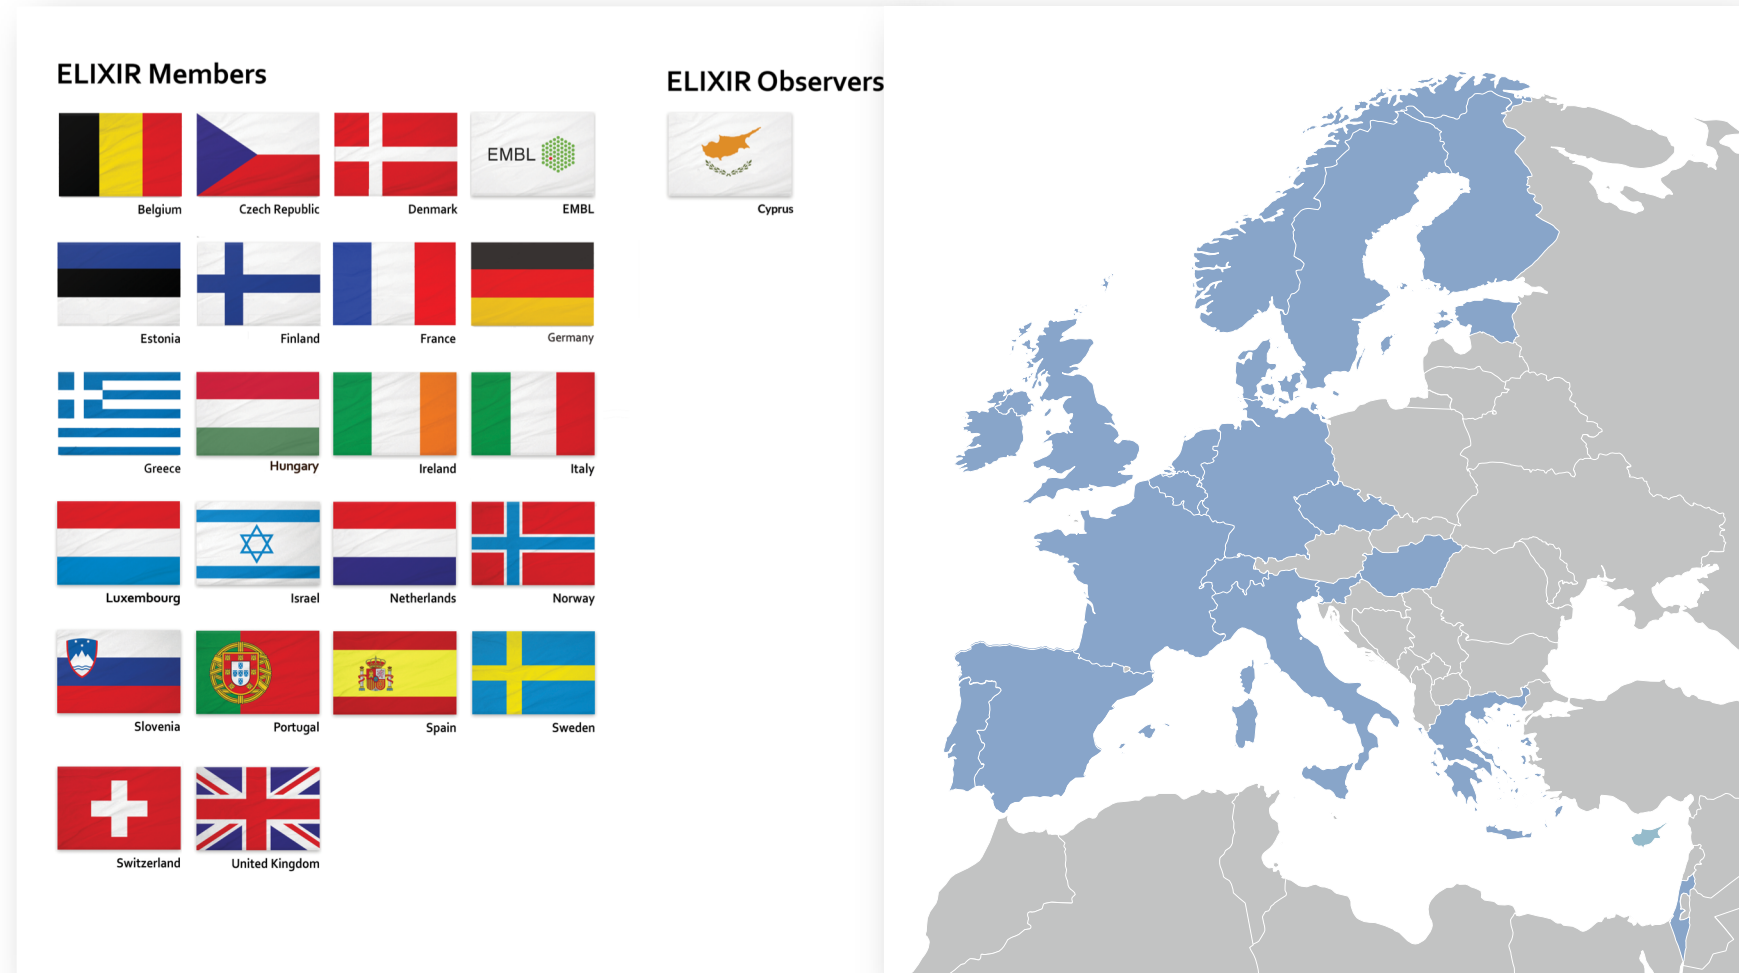 ELIXIR Members
ELIXIR Observers
EMBL
Belgium
Czech Republic
Denmark
EMBL
Cyprus
Estonia
Finland
France
Germany
Greece
Hungary
Ireland
Italy
Luxembourg
Israel
Netherlands
Norway
Slovenia
Portugal
Spain
Sweden
Switzerland
United Kingdom